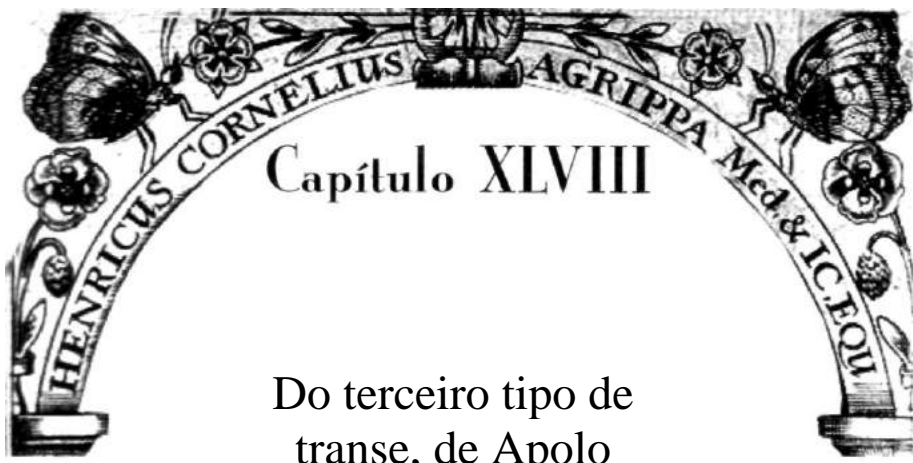 HENRICUS CORNELIUS AGRIPPA Med. & IC. EQU
Capítulo XLVIII
Do terceiro tipo de
transe, de Apolo